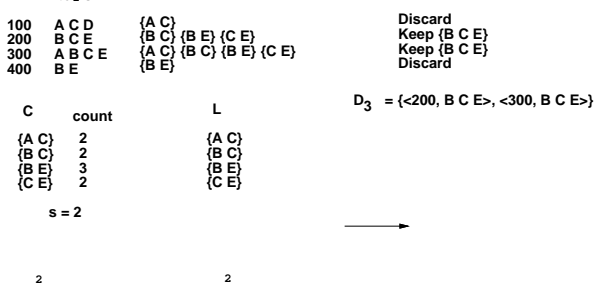 100 A C D {A C} Discard
200 B C E {B C} {B E} {C E} Keep {B C E}
300 A B C E {A C} {B C} {B E} {C E} Keep {B C E}
400 B E {B E} Discard
D3 = {<200, B C E>, <300, B C E>}
C count L
{A C} 2 {A C}
{B C} 2 {B C}
{B E} 3 {B E}
{C E} 2 {C E}
s = 2
2 2